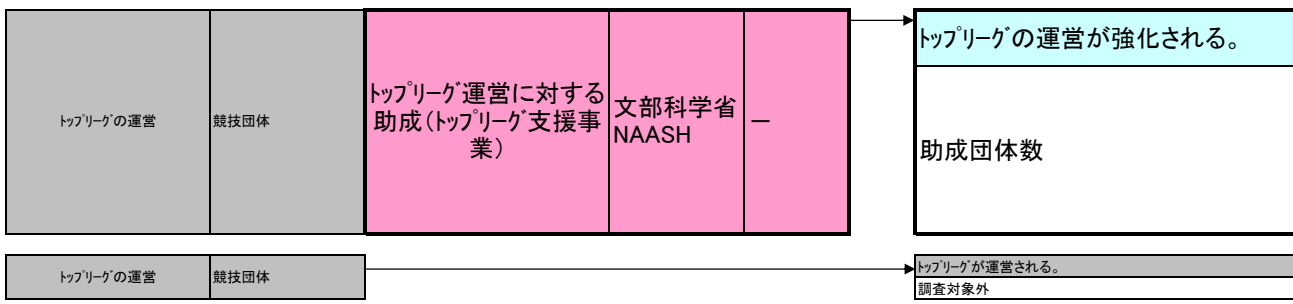 トップリーグの運営が強化される。
トップリーグの運営
競技団体
トップリーグ運営に対する
助成(トップリーグ支援事
業)
文部科学省
NAASH
—
助成団体数
トップリーグの運営
競技団体
トップリーグが運営される。
調査対象外